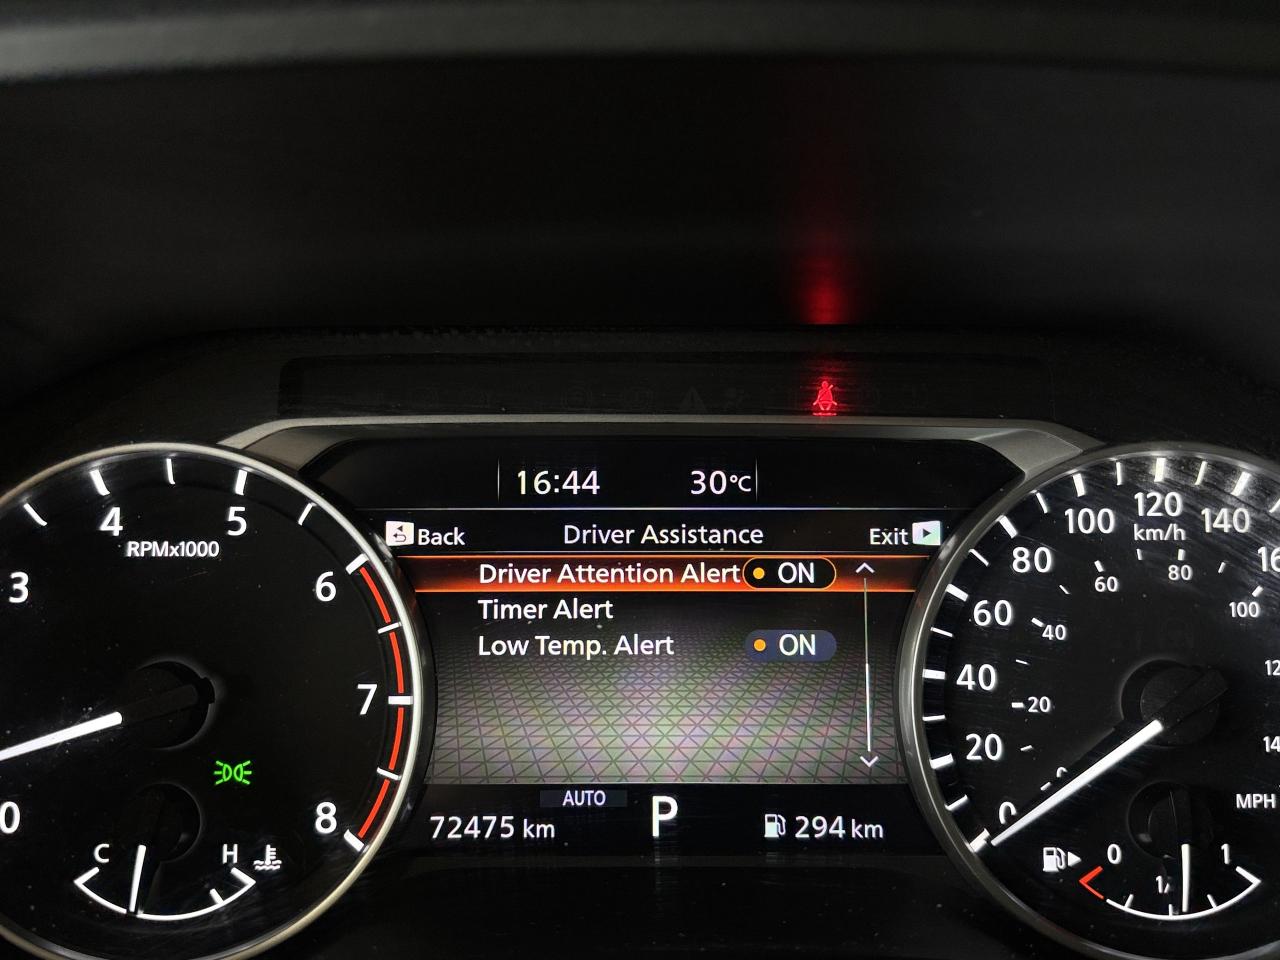 16:44 30°C
Back Driver Assistance Exit
Driver Attention Alert ON
Timer Alert
Low Temp. Alert ON
AUTO
72475 km P 294 km
0 3 4 5 6 7 8
RPMx1000
C H
0 20 40 60 80 100 120 140
km/h
0 20 40 60 80 100
MPH
0 1